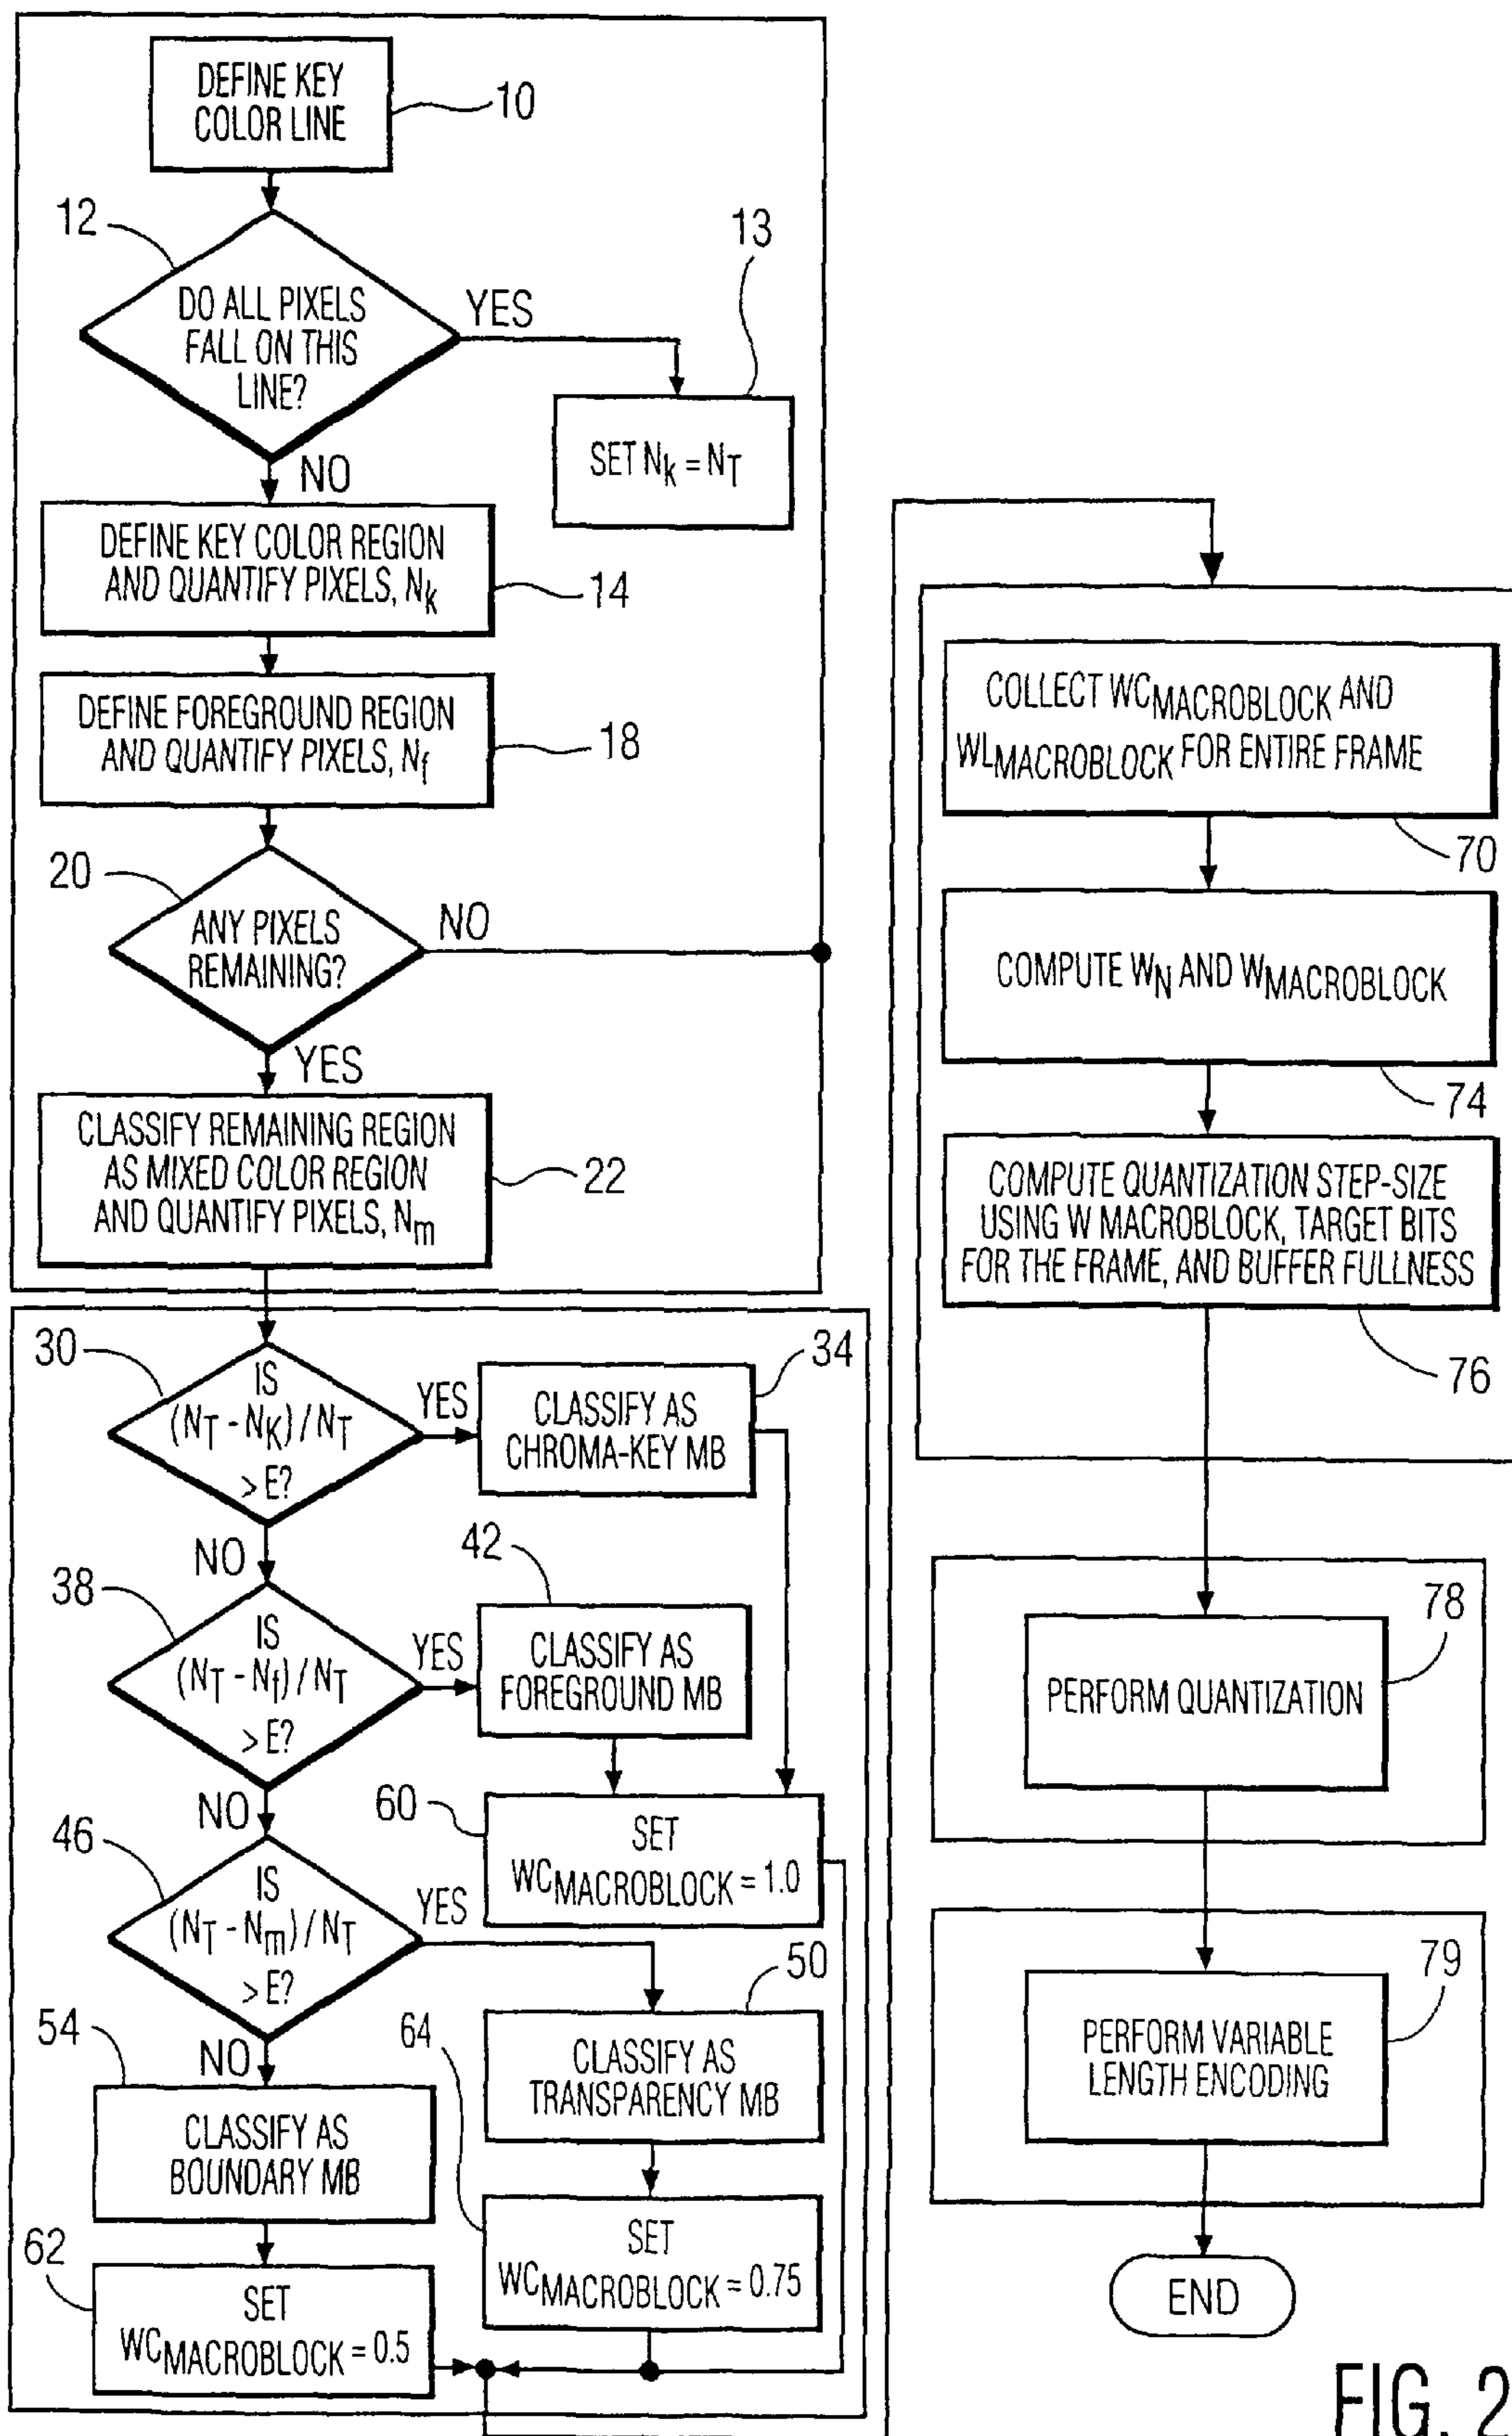 DEFINE KEY
COLOR LINE
10
12
DO ALL PIXELS
FALL ON THIS
LINE?
YES
13
SET Nk = NT
NO
DEFINE KEY COLOR REGION
AND QUANTIFY PIXELS, Nk
14
DEFINE FOREGROUND REGION
AND QUANTIFY PIXELS, Nf
18
20
ANY PIXELS
REMAINING?
NO
YES
CLASSIFY REMAINING REGION
AS MIXED COLOR REGION
AND QUANTIFY PIXELS, Nm
22
30
IS
(NT - NK) / NT
> E?
YES
CLASSIFY AS
CHROMA-KEY MB
34
NO
38
IS
(NT - Nf) / NT
> E?
YES
42
CLASSIFY AS
FOREGROUND MB
NO
60
SET
WCMACROBLOCK = 1.0
46
IS
(NT - Nm) / NT
> E?
YES
50
CLASSIFY AS
TRANSPARENCY MB
NO
54
CLASSIFY AS
BOUNDARY MB
64
SET
WCMACROBLOCK = 0.75
62
SET
WCMACROBLOCK = 0.5
COLLECT WCMACROBLOCK AND
WLMACROBLOCK FOR ENTIRE FRAME
70
COMPUTE WN AND WMACROBLOCK
74
COMPUTE QUANTIZATION STEP-SIZE
USING W MACROBLOCK, TARGET BITS
FOR THE FRAME, AND BUFFER FULLNESS
76
78
PERFORM QUANTIZATION
79
PERFORM VARIABLE
LENGTH ENCODING
END
FIG. 2